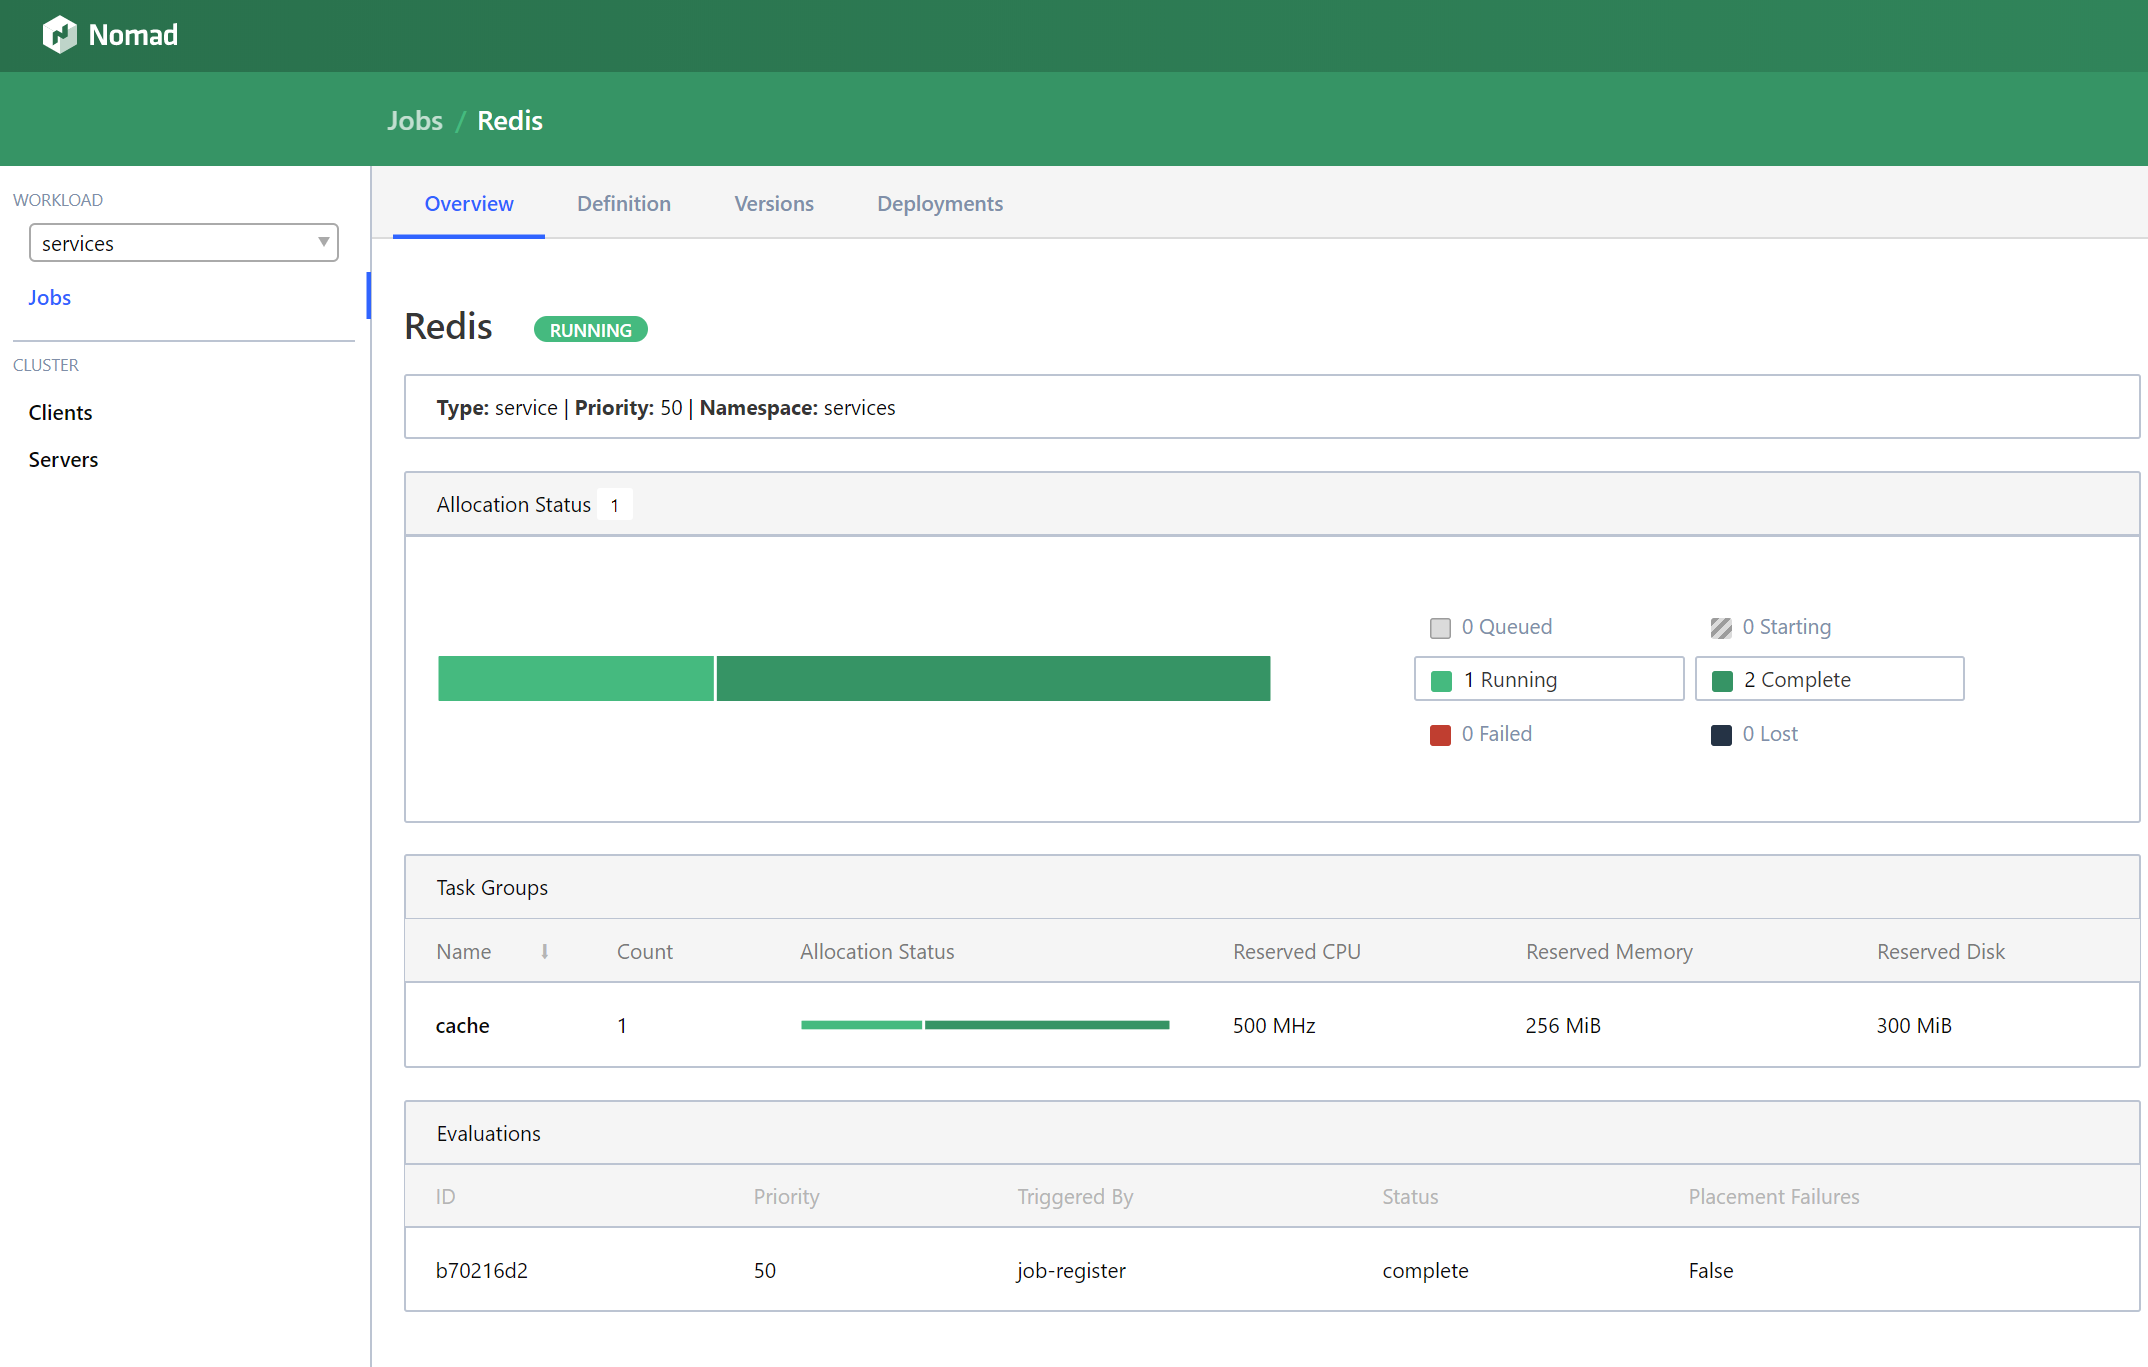 Nomad
Jobs / Redis
WORKLOAD
services
Jobs
CLUSTER
Clients
Servers
Overview Definition Versions Deployments
Redis RUNNING
Type: service | Priority: 50 | Namespace: services
Allocation Status 1
0 Queued 0 Starting
1 Running 2 Complete
0 Failed 0 Lost
Task Groups
Name Count Allocation Status Reserved CPU Reserved Memory Reserved Disk
cache 1 500 MHz 256 MiB 300 MiB
Evaluations
ID Priority Triggered By Status Placement Failures
b70216d2 50 job-register complete False